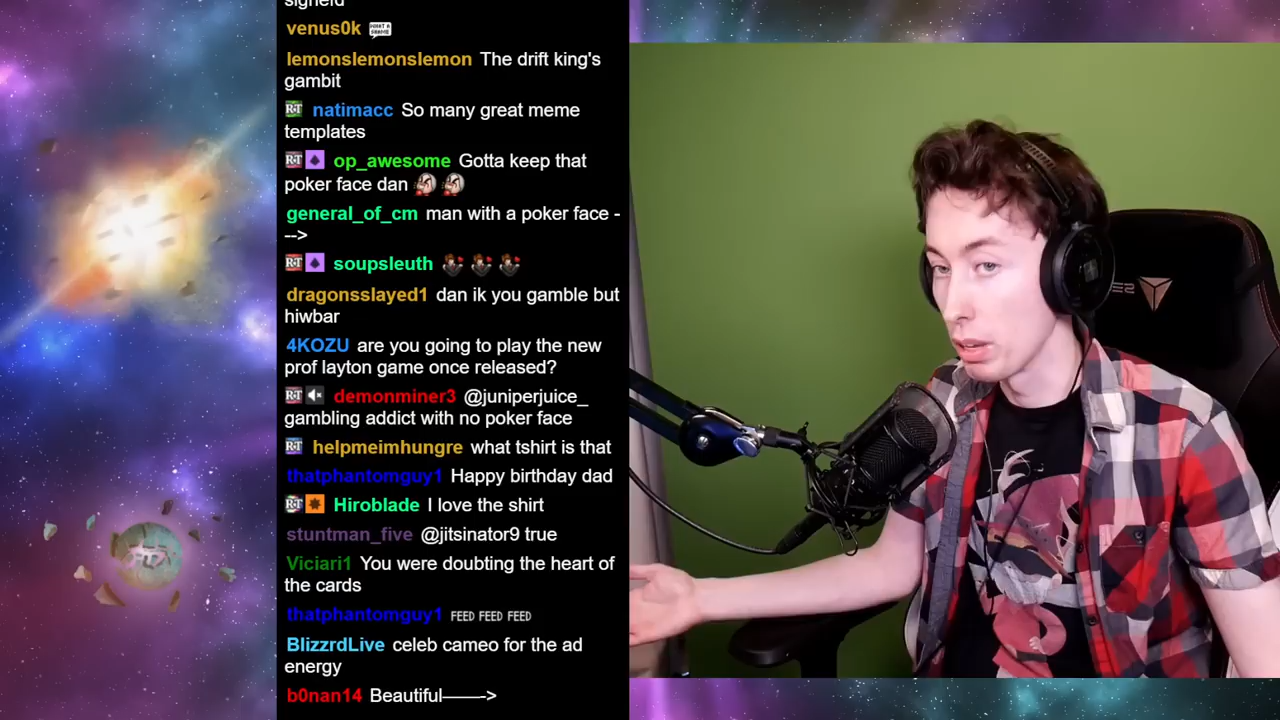 signeld
venus0k
lemonslemonslemon The drift king's
gambit
natimacc So many great meme
templates
op_awesome Gotta keep that
poker face dan
general_of_cm man with a poker face -
-->
soupsleuth
dragonsslayed1 dan ik you gamble but
hiwbar
4KOZU are you going to play the new
prof layton game once released?
demonminer3 @juniperjuice_
gambling addict with no poker face
helpmeimhungre what tshirt is that
thatphantomguy1 Happy birthday dad
Hiroblade I love the shirt
stuntman_five @jitsinator9 true
Viciari1 You were doubting the heart of
the cards
thatphantomguy1 FEED FEED FEED
BlizzrdLive celeb cameo for the ad
energy
b0nan14 Beautiful——->